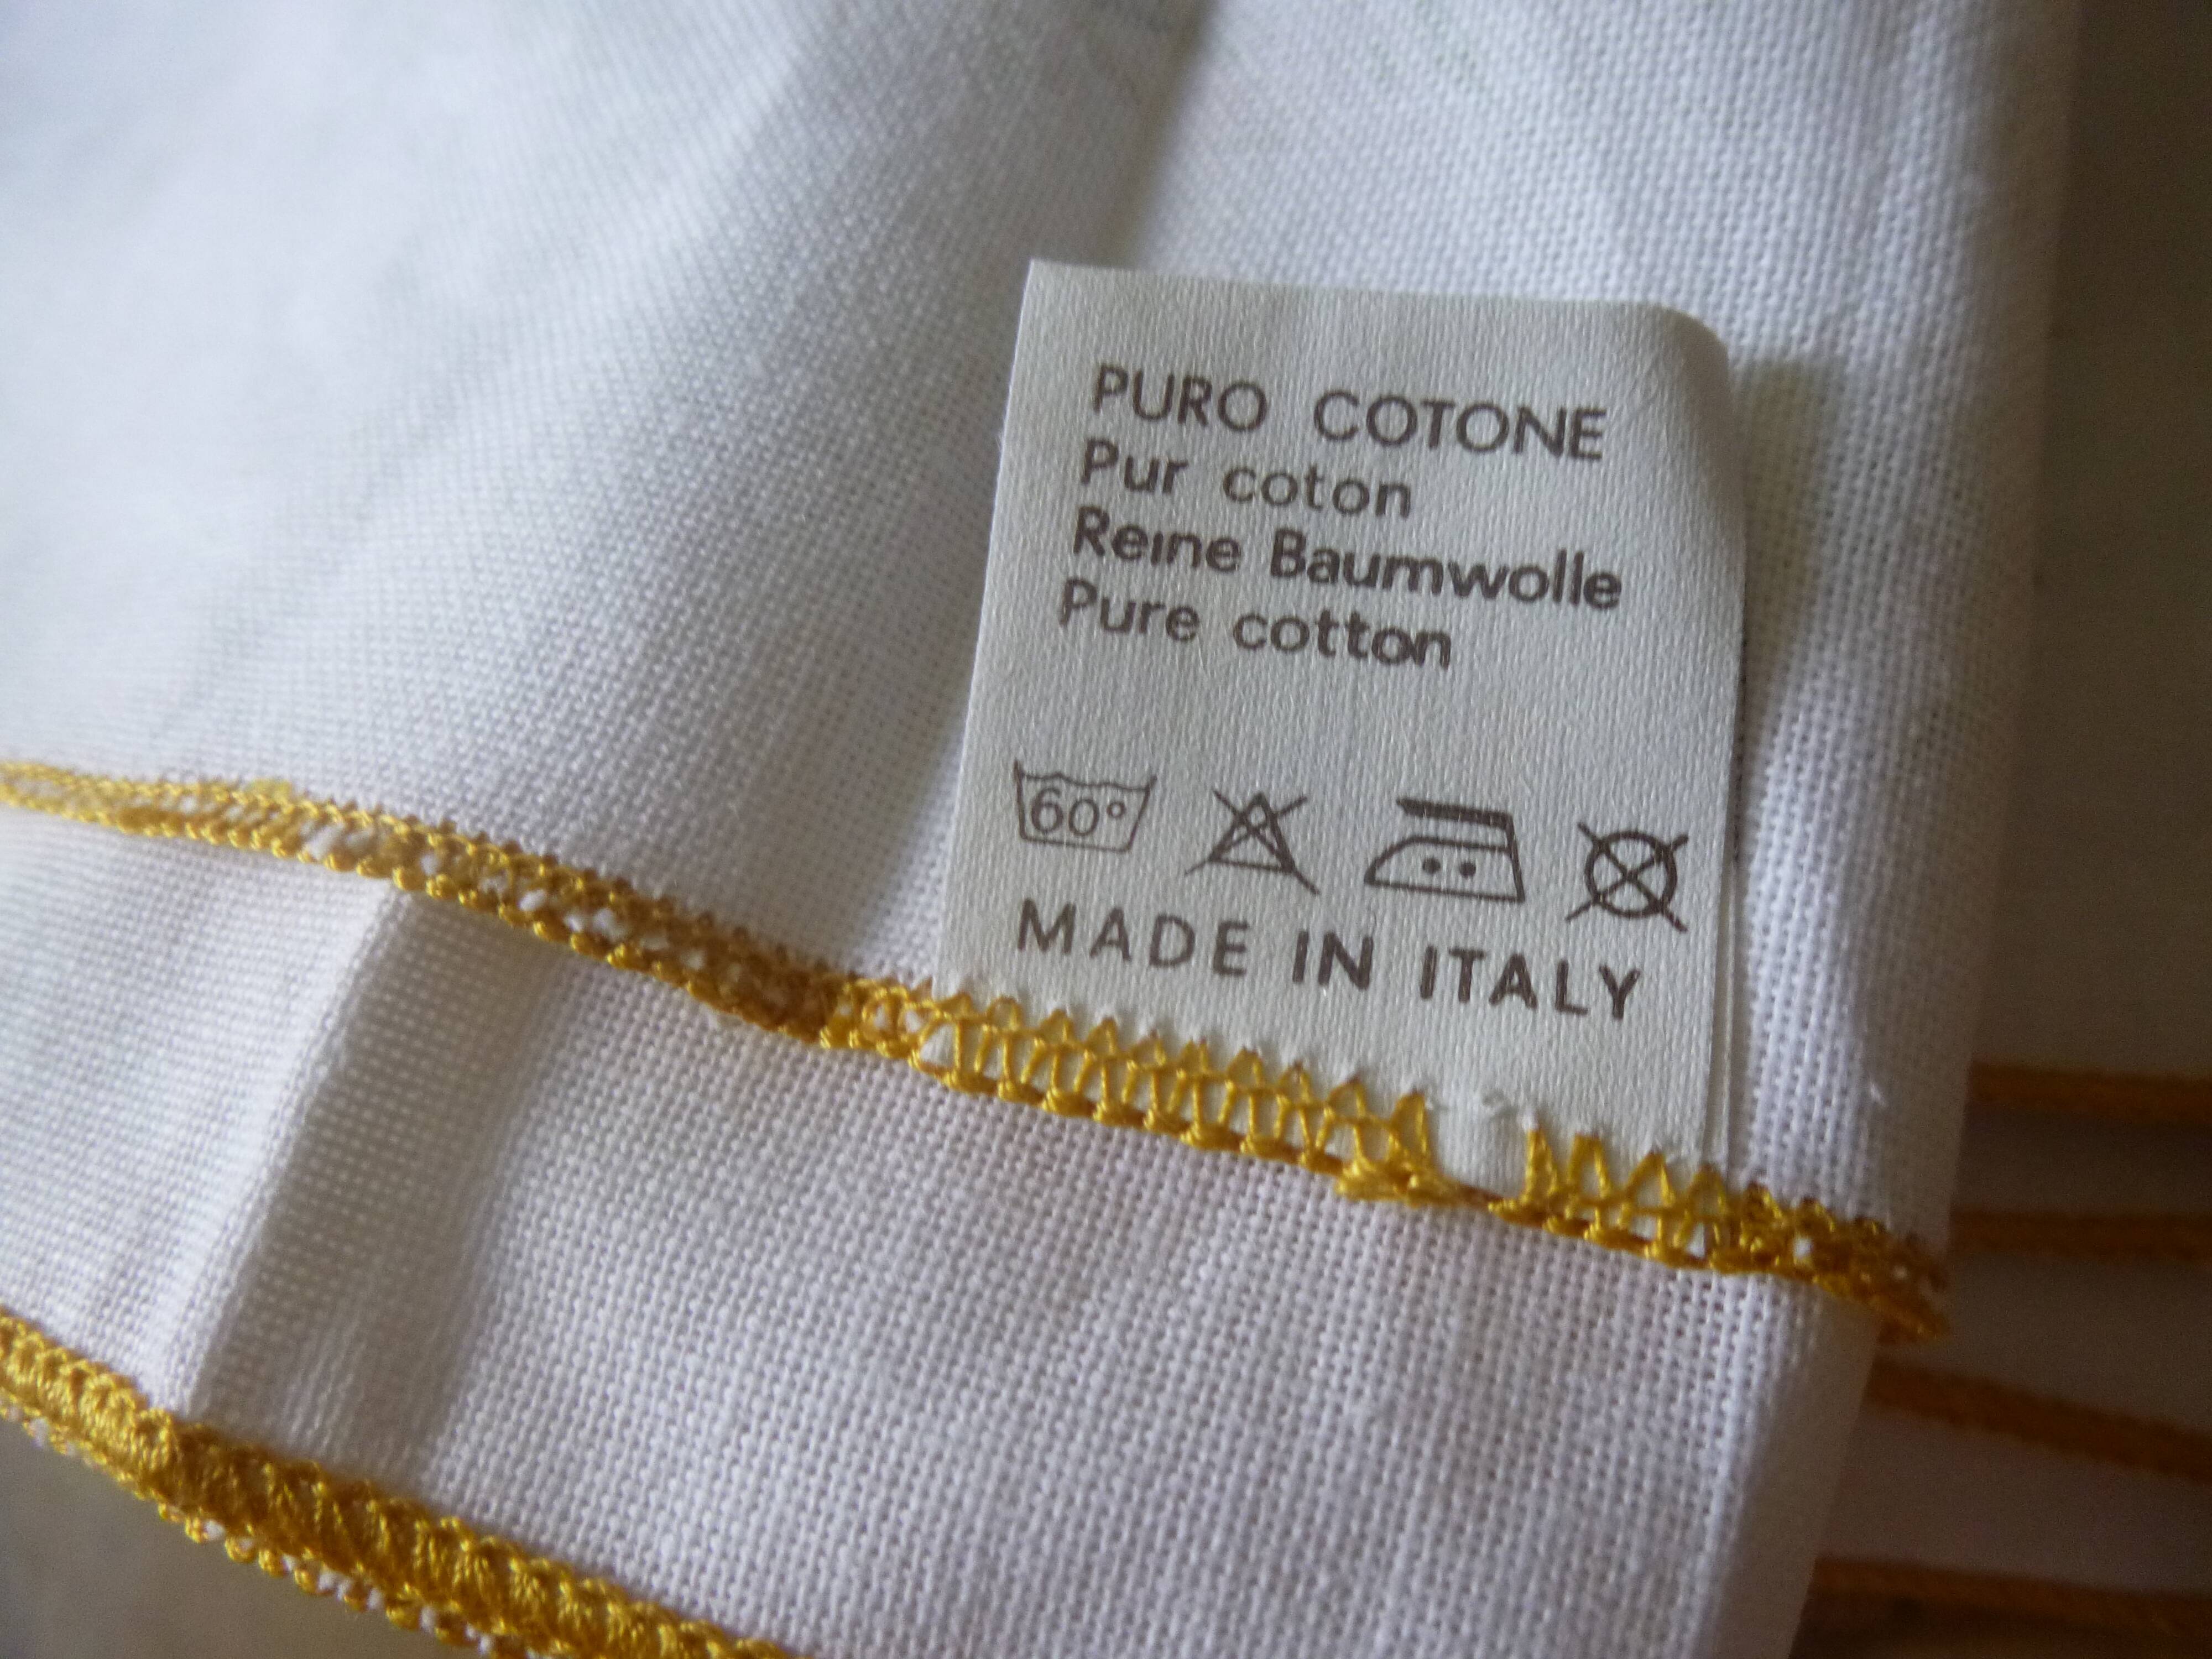 PURO COTONE
Pur coton
Reine Baumwolle
Pure cotton
60°
MADE IN ITALY